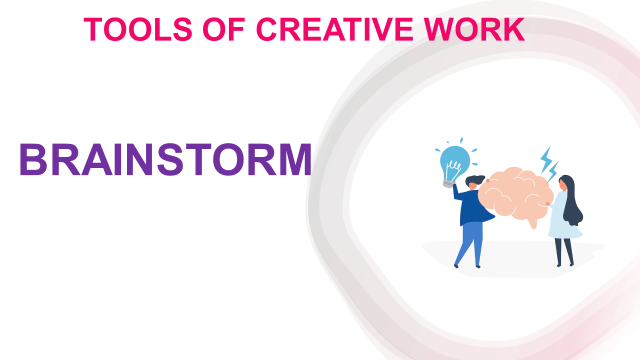 TOOLS OF CREATIVE WORK
BRAINSTORM